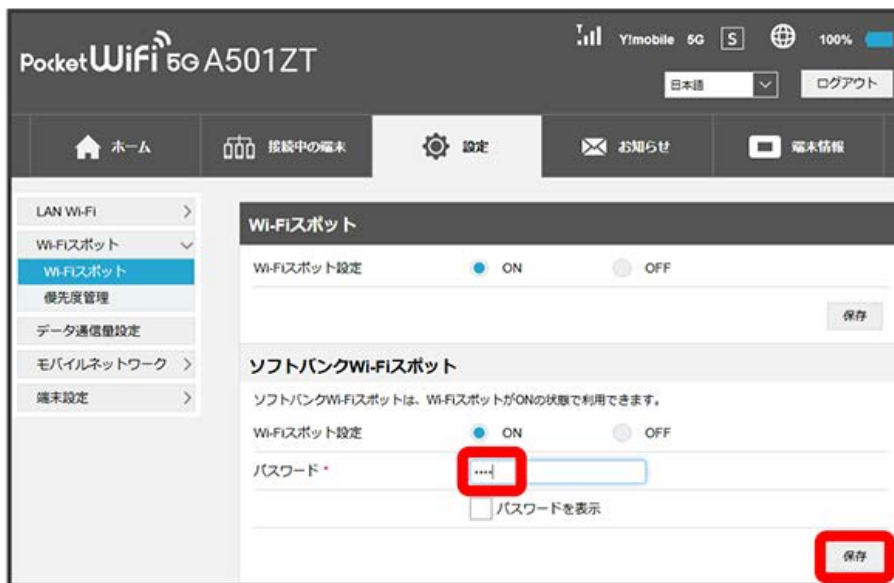 Pocket WiFi 5G A501ZT
Y!mobile 5G S 100%
日本語 ログアウト
ホーム 接続中の端末 設定 お知らせ 端末情報
LAN Wi-Fi
Wi-Fiスポット
Wi-Fiスポット
優先度管理
データ通信量設定
モバイルネットワーク
端末設定
Wi-Fiスポット
Wi-Fiスポット設定 ON OFF
保存
ソフトバンクWi-Fiスポット
ソフトバンクWi-Fiスポットは、Wi-FiスポットがONの状態で利用できます。
Wi-Fiスポット設定 ON OFF
パスワード * ····
パスワードを表示
保存